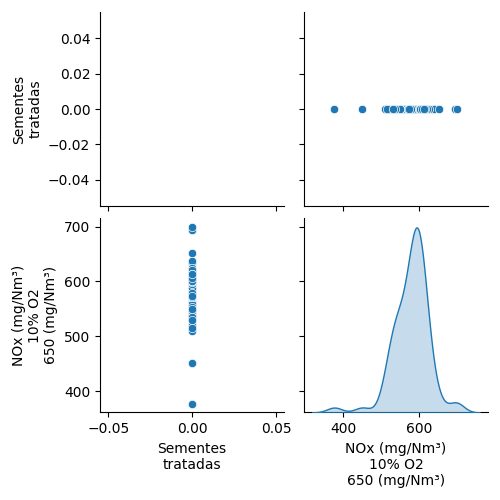 0.04
0.02
0.00
−0.02
−0.04
Sementes
tratadas
700
600
500
400
NOx (mg/Nm³)
10% O2
650 (mg/Nm³)
−0.05
0.00
0.05
Sementes
tratadas
400
600
NOx (mg/Nm³)
10% O2
650 (mg/Nm³)